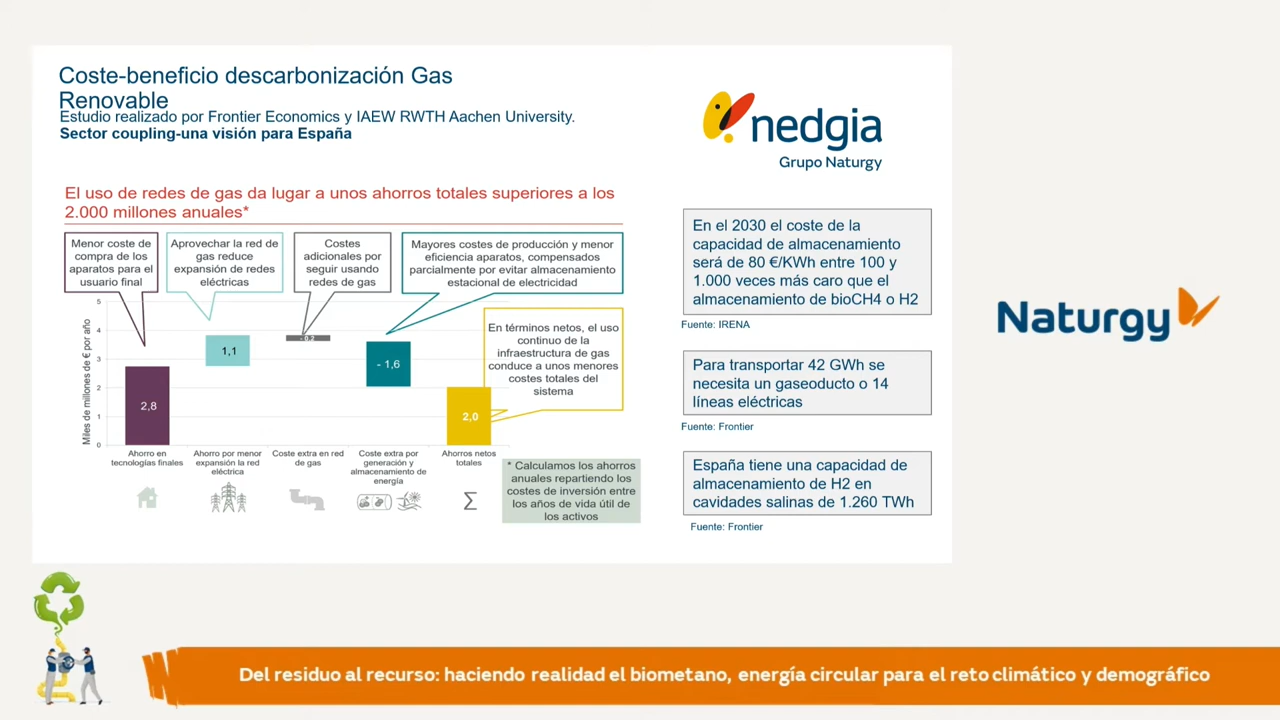 Coste-beneficio descarbonización Gas
Renovable
Estudio realizado por Frontier Economics y IAEW RWTH Aachen University.
Sector coupling-una visión para España
nedgia
Grupo Naturgy
El uso de redes de gas da lugar a unos ahorros totales superiores a los
2.000 millones anuales*
Menor coste de
compra de los
aparatos para el
usuario final
Aprovechar la red de
gas reduce
expansión de redes
eléctricas
Costes
adicionales por
seguir usando
redes de gas
Mayores costes de producción y menor
eficiencia aparatos, compensados
parcialmente por evitar almacenamiento
estacional de electricidad
En términos netos, el uso
continuo de la
infraestructura de gas
conduce a unos menores
costes totales del
sistema
Miles de millones de € por año
5
4
3
2
1
0
2,8
1,1
- 0,2
- 1,6
2,0
Ahorro en
tecnologías finales
Ahorro por menor
expansión la red
eléctrica
Coste extra en red
de gas
Coste extra por
generación y
almacenamiento de
energía
Ahorros netos
totales
Σ
* Calculamos los ahorros
anuales repartiendo los
costes de inversión entre
los años de vida útil de
los activos
En el 2030 el coste de la
capacidad de almacenamiento
será de 80 €/KWh entre 100 y
1.000 veces más caro que el
almacenamiento de bioCH4 o H2
Fuente: IRENA
Para transportar 42 GWh se
necesita un gaseoducto o 14
líneas eléctricas
Fuente: Frontier
España tiene una capacidad de
almacenamiento de H2 en
cavidades salinas de 1.260 TWh
Fuente: Frontier
Naturgy
Del residuo al recurso: haciendo realidad el biometano, energía circular para el reto climático y demográfico